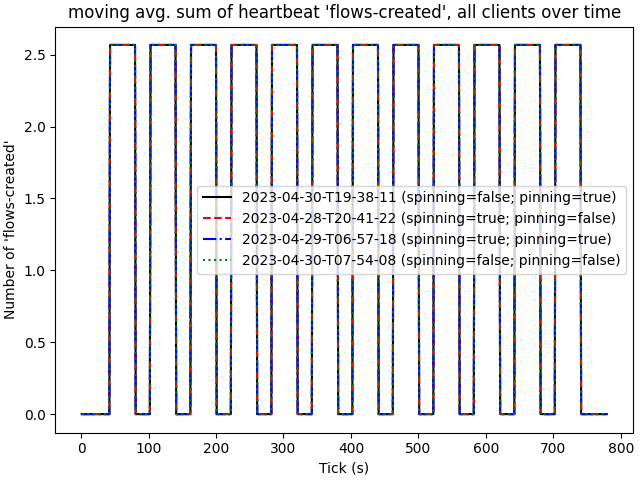 moving avg. sum of heartbeat 'flows-created', all clients over time
Number of 'flows-created'
2.5
2.0
1.5
1.0
0.5
0.0
2023-04-30-T19-38-11 (spinning=false; pinning=true)
2023-04-28-T20-41-22 (spinning=true; pinning=false)
2023-04-29-T06-57-18 (spinning=true; pinning=true)
2023-04-30-T07-54-08 (spinning=false; pinning=false)
0 100 200 300 400 500 600 700 800
Tick (s)